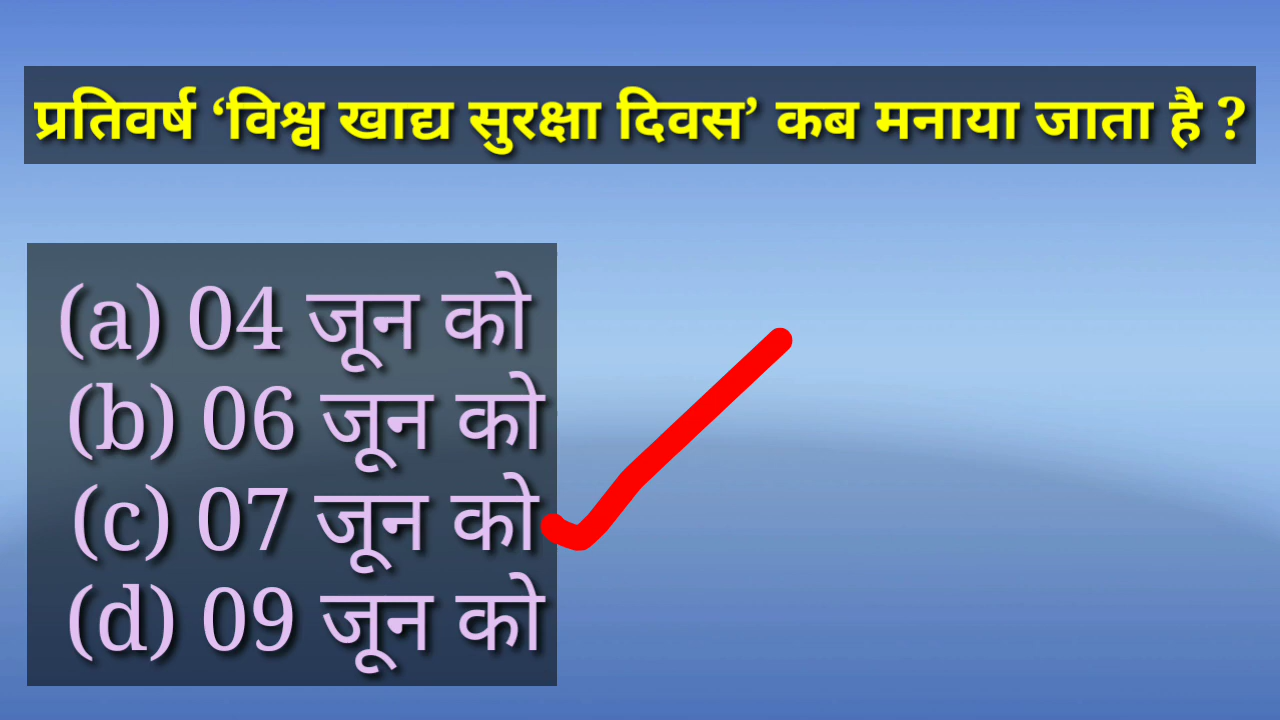 प्रतिवर्ष ‘विश्व खाद्य सुरक्षा दिवस’ कब मनाया जाता है ?
(a) 04 जून को
(b) 06 जून को
(c) 07 जून को
(d) 09 जून को